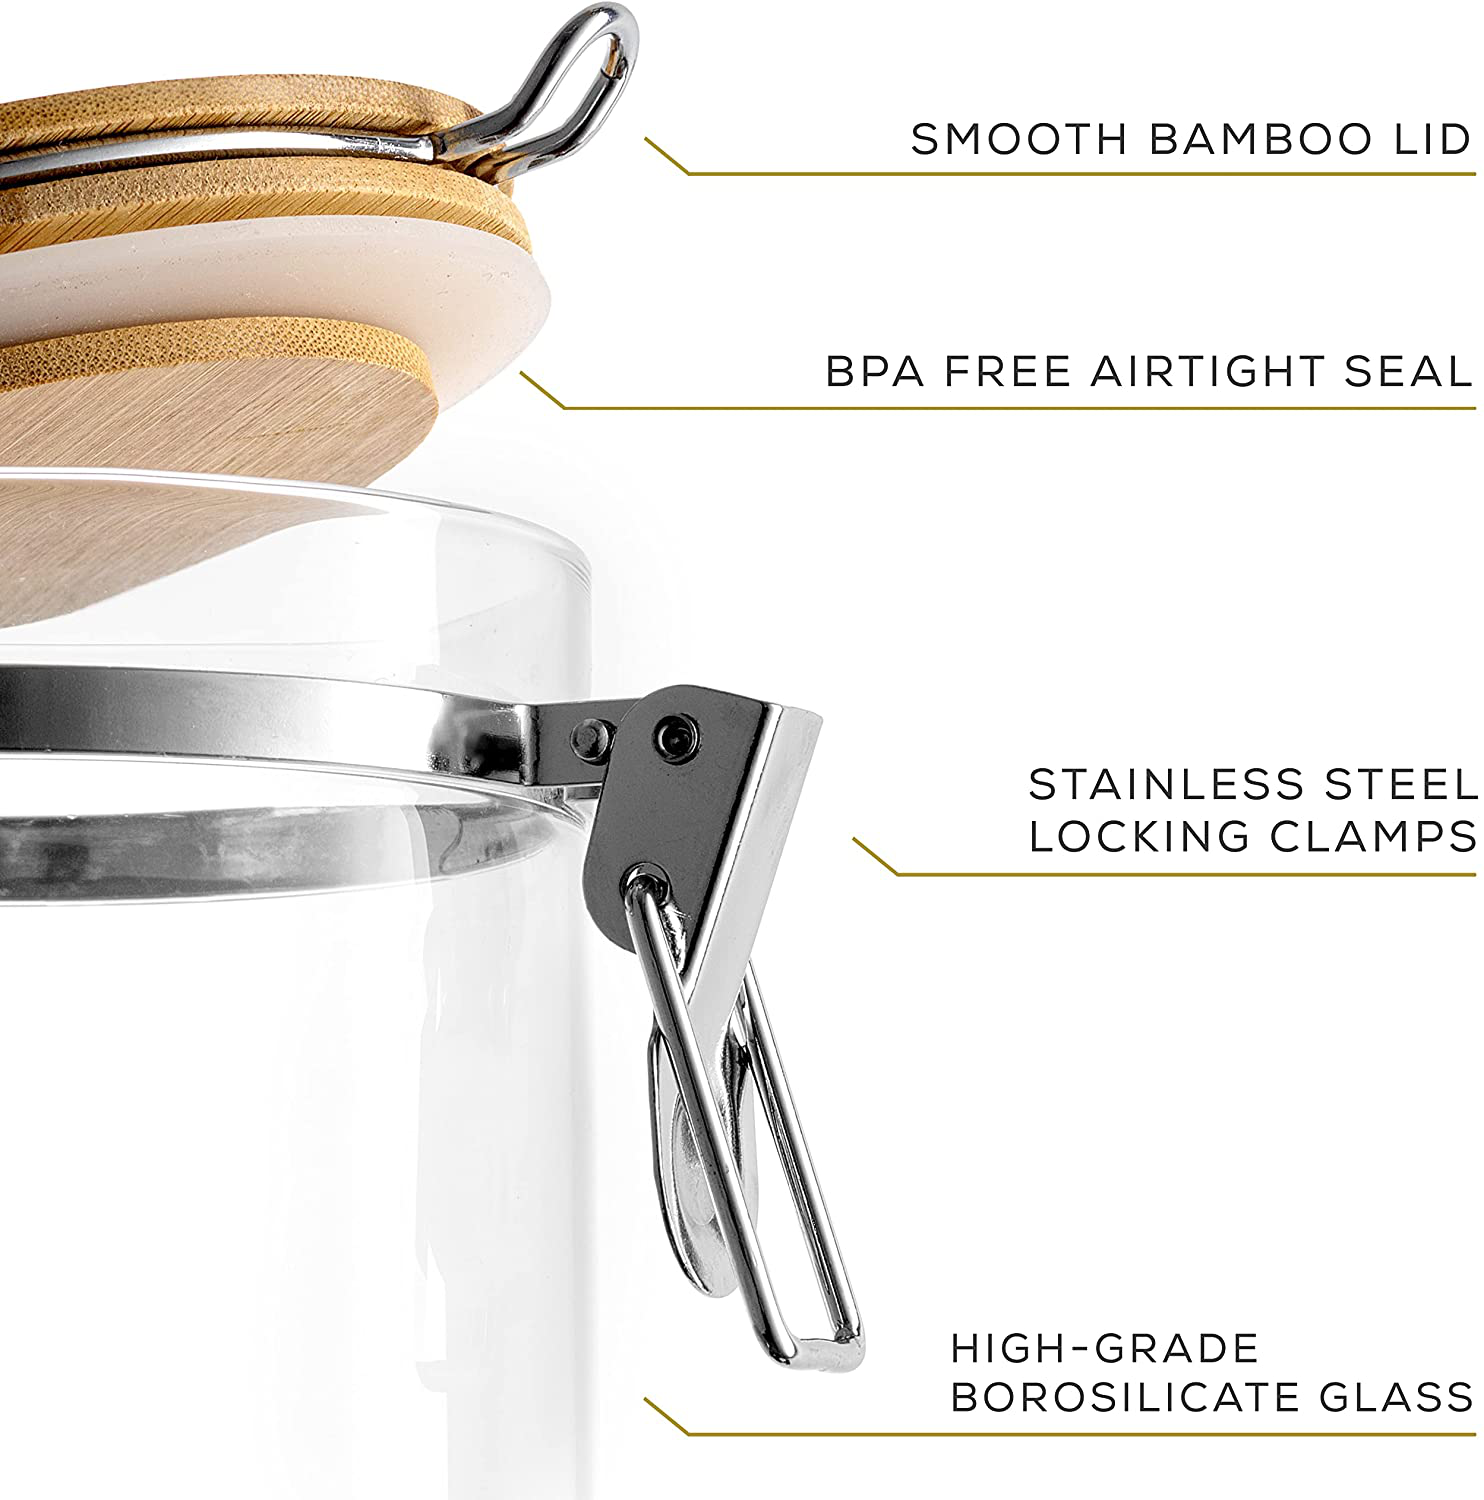 SMOOTH BAMBOO LID
BPA FREE AIRTIGHT SEAL
STAINLESS STEEL
LOCKING CLAMPS
HIGH-GRADE
BOROSILICATE GLASS